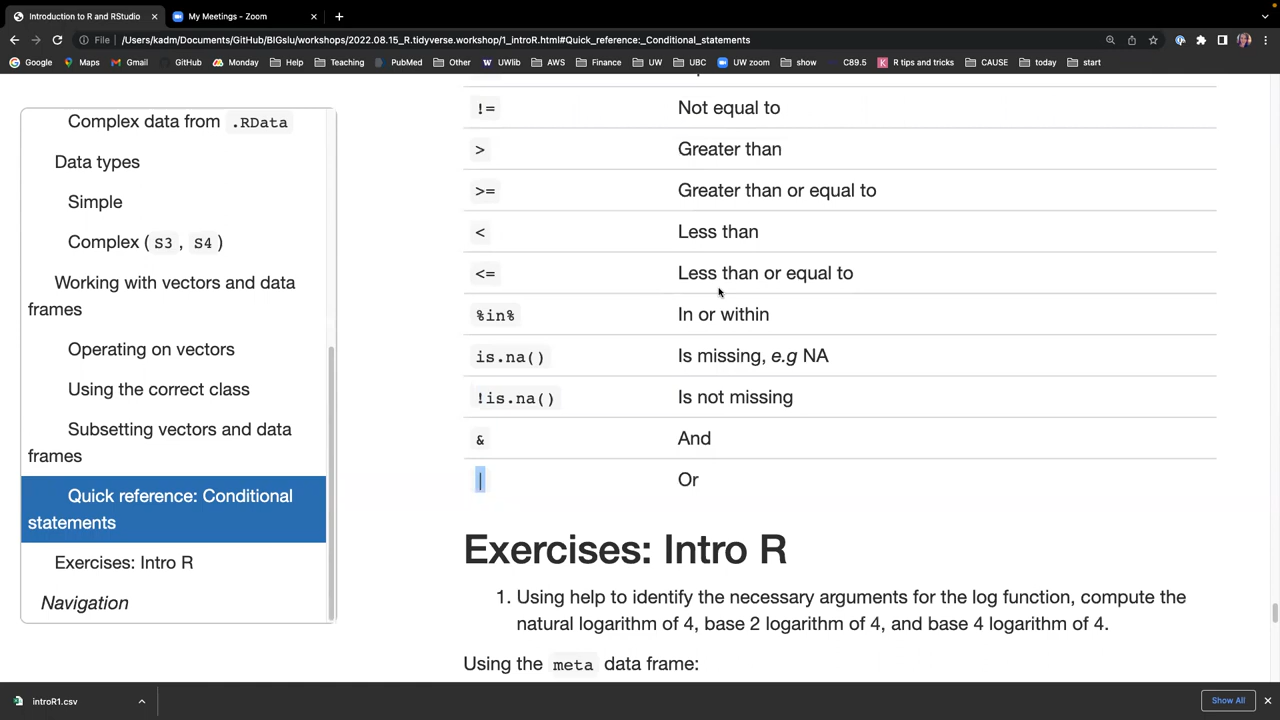 Introduction to R and RStudio
My Meetings - Zoom
File | /Users/kadm/Documents/GitHub/BIGslu/workshops/2022.08.15_R.tidyverse.workshop/1_introR.html#Quick_reference:_Conditional_statements
Google Maps Gmail GitHub Monday Help Teaching PubMed Other UWlib AWS Finance UW UBC UW zoom show C89.5 R tips and tricks CAUSE today start
Complex data from .RData
Data types
Simple
Complex ( S3 , S4 )
Working with vectors and data
frames
Operating on vectors
Using the correct class
Subsetting vectors and data
frames
Quick reference: Conditional
statements
Exercises: Intro R
Navigation
!= Not equal to
> Greater than
>= Greater than or equal to
< Less than
<= Less than or equal to
%in% In or within
is.na() Is missing, e.g NA
!is.na() Is not missing
& And
| Or
Exercises: Intro R
1. Using help to identify the necessary arguments for the log function, compute the
natural logarithm of 4, base 2 logarithm of 4, and base 4 logarithm of 4.
Using the meta data frame:
introR1.csv
Show All